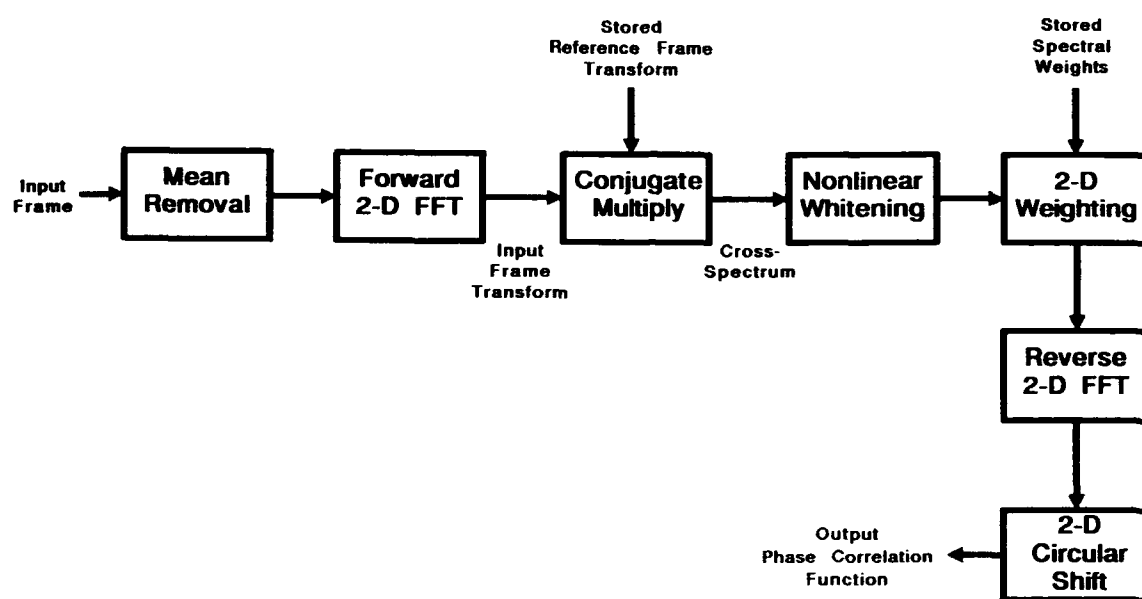 Stored
Reference Frame
Transform
Stored
Spectral
Weights
Input
Frame
Mean
Removal
Forward
2-D FFT
Conjugate
Multiply
Nonlinear
Whitening
2-D
Weighting
Input
Frame
Transform
Cross-
Spectrum
Reverse
2-D FFT
2-D
Circular
Shift
Output
Phase Correlation
Function